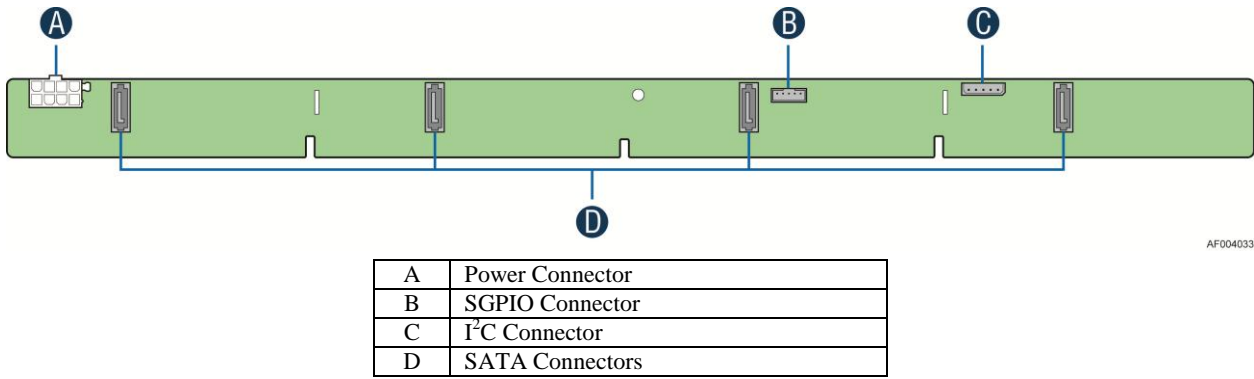 A
B
C
D
AF004033
A Power Connector
B SGPIO Connector
C I²C Connector
D SATA Connectors